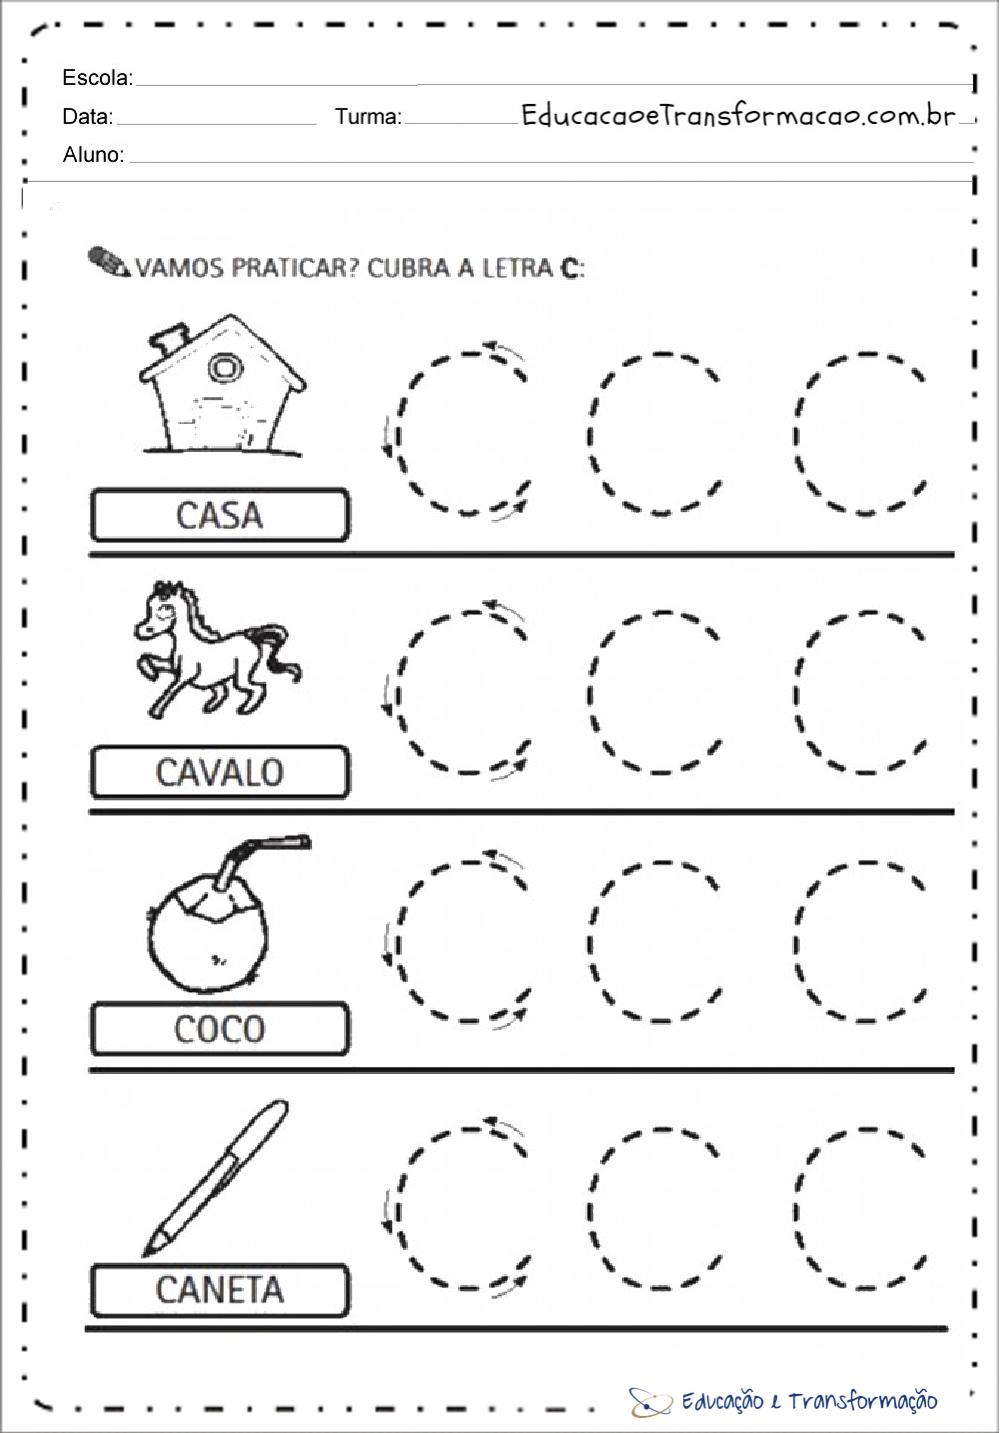 Escola:
Data: Turma: EducacaoeTransformacao.com.br
Aluno:
VAMOS PRATICAR? CUBRA A LETRA C:
C C C
CASA
C C C
CAVALO
C C C
COCO
C C C
CANETA
Educação e Transformação